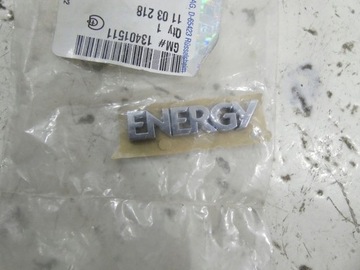 AG, D-65423 Rüsselsheim
GM# 13401511
Qty 1
11 03 218
ENERGY